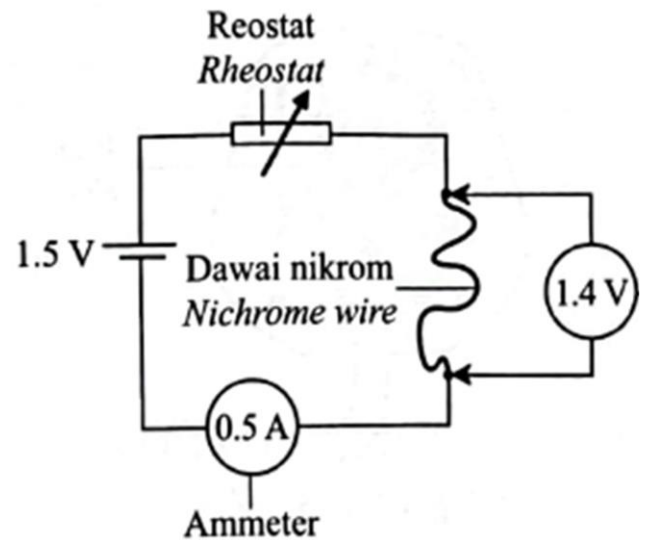 Reostat
Rheostat
1.5 V
Dawai nikrom
Nichrome wire
1.4 V
0.5 A
Ammeter